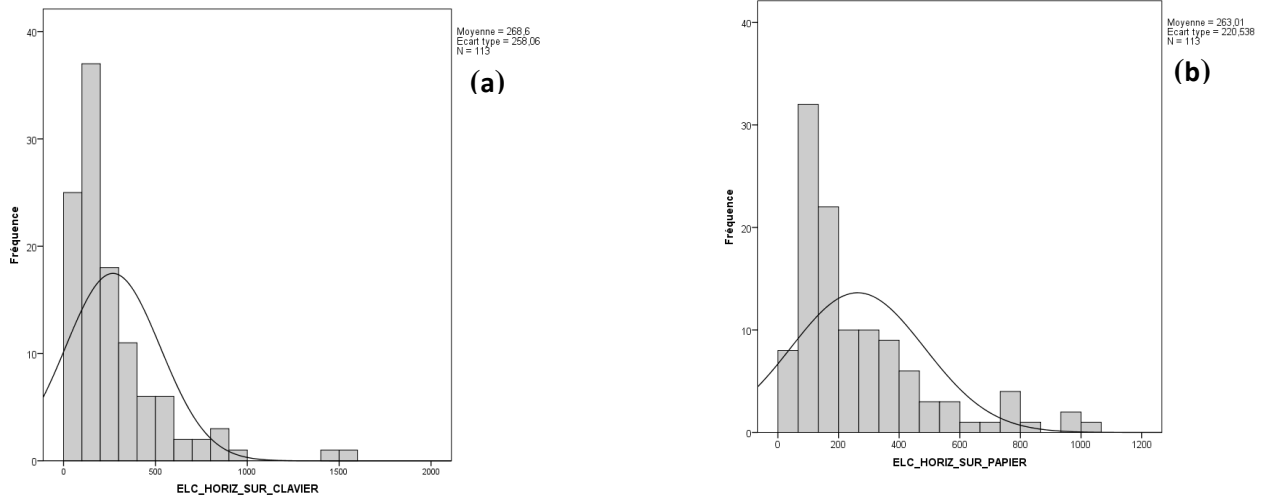 Moyenne = 268,6
Ecart type = 258,06
N = 113
(a)
40
30
20
10
0
Fréquence
0
500
1000
1500
2000
ELC_HORIZ_SUR_CLAVIER
Moyenne = 263,01
Ecart type = 220,538
N = 113
(b)
40
30
20
10
0
Fréquence
0
200
400
600
800
1000
1200
ELC_HORIZ_SUR_PAPIER